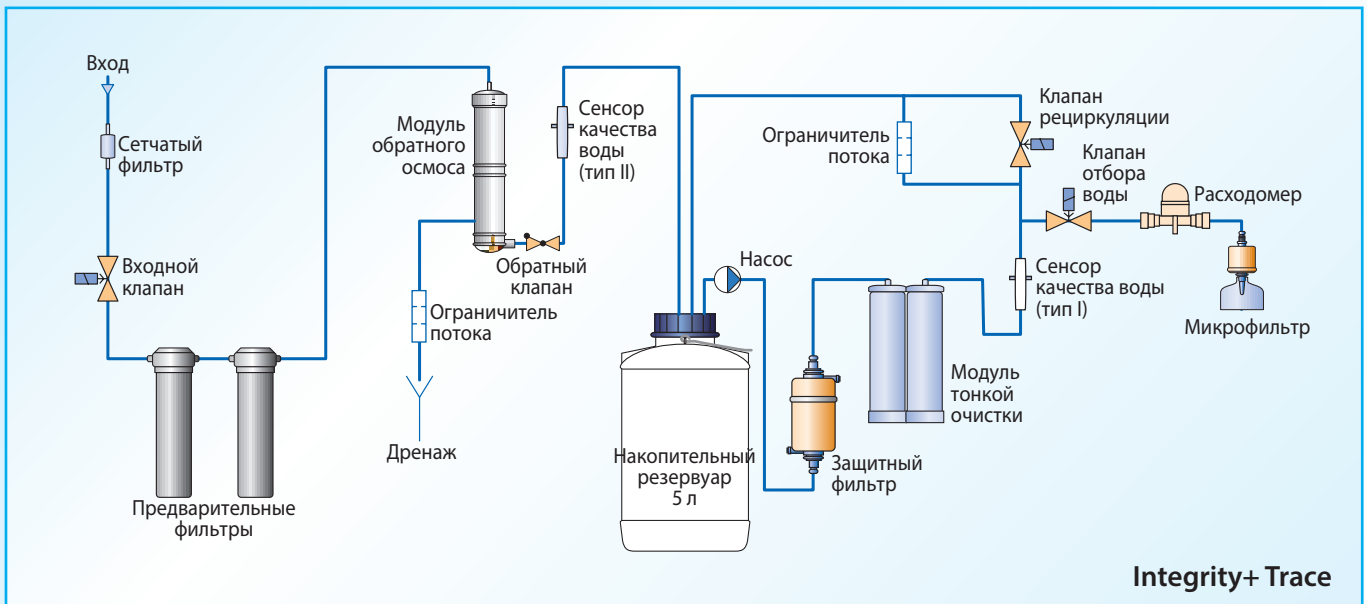 Вход
Сетчатый
фильтр
Входной
клапан
Предварительные
фильтры
Модуль
обратного
осмоса
Ограничитель
потока
Дренаж
Обратный
клапан
Сенсор
качества
воды
(тип II)
Накопительный
резервуар
5 л
Насос
Защитный
фильтр
Модуль
тонкой
очистки
Ограничитель
потока
Клапан
рециркуляции
Клапан
отбора
воды
Расходомер
Сенсор
качества воды
(тип I)
Микрофильтр
Integrity+ Trace